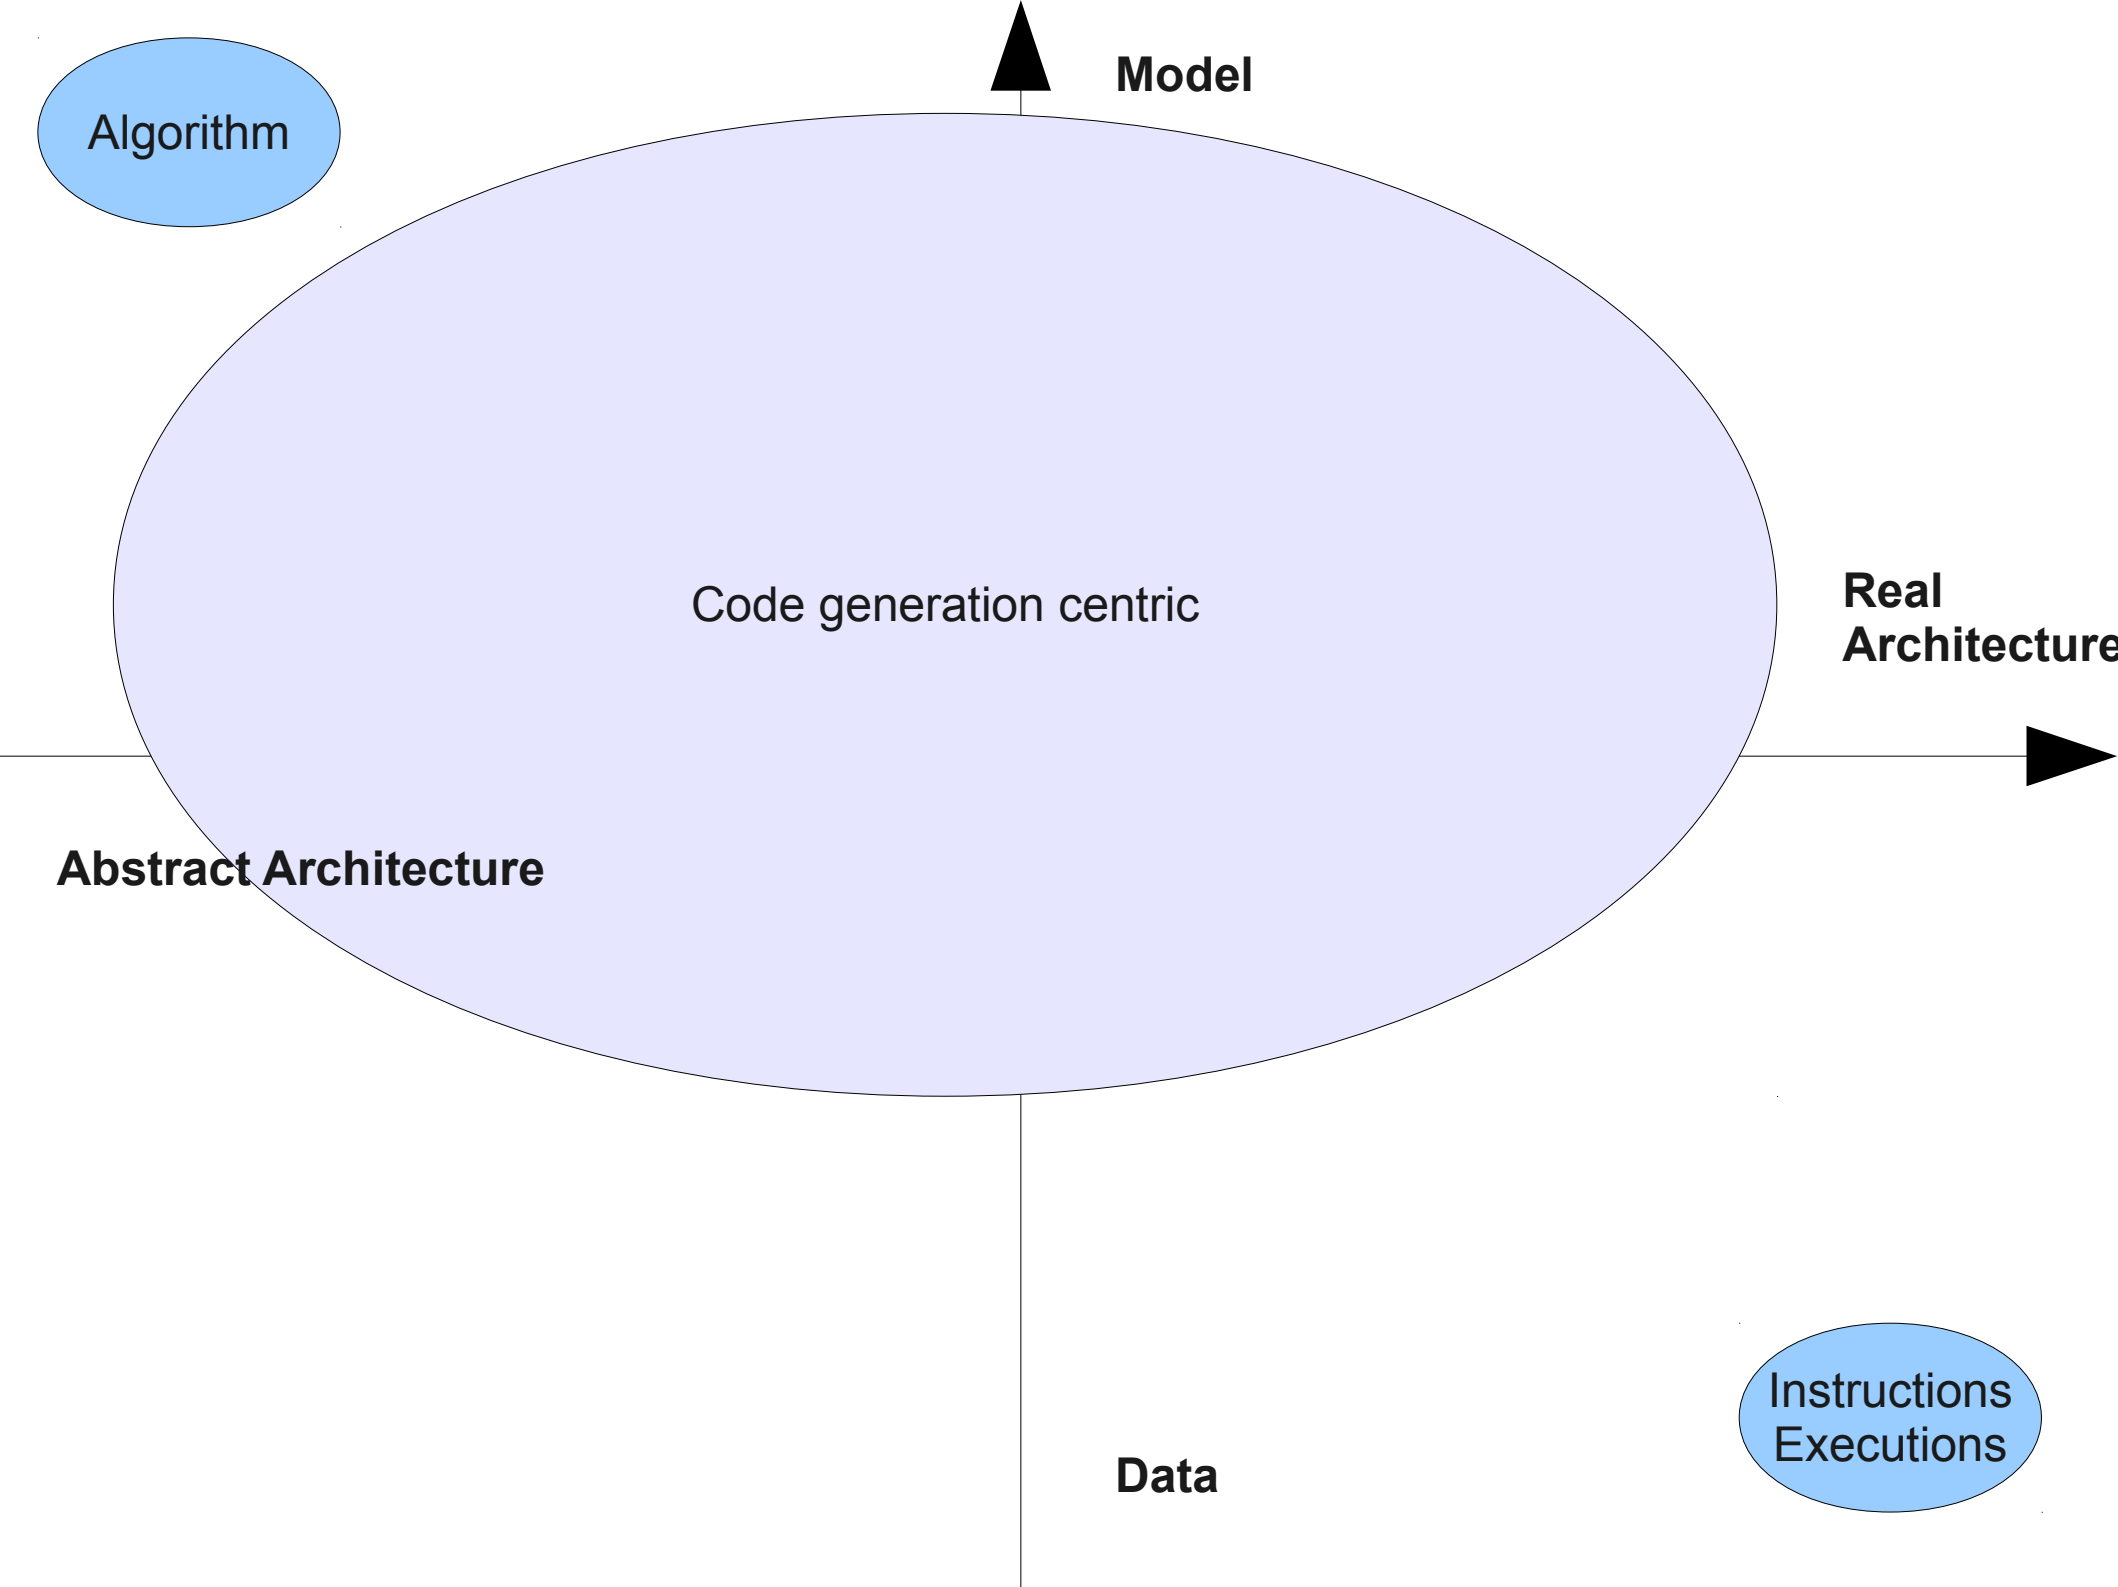 Model
Algorithm
Code generation centric
Real
Architecture
Abstract Architecture
Instructions
Executions
Data